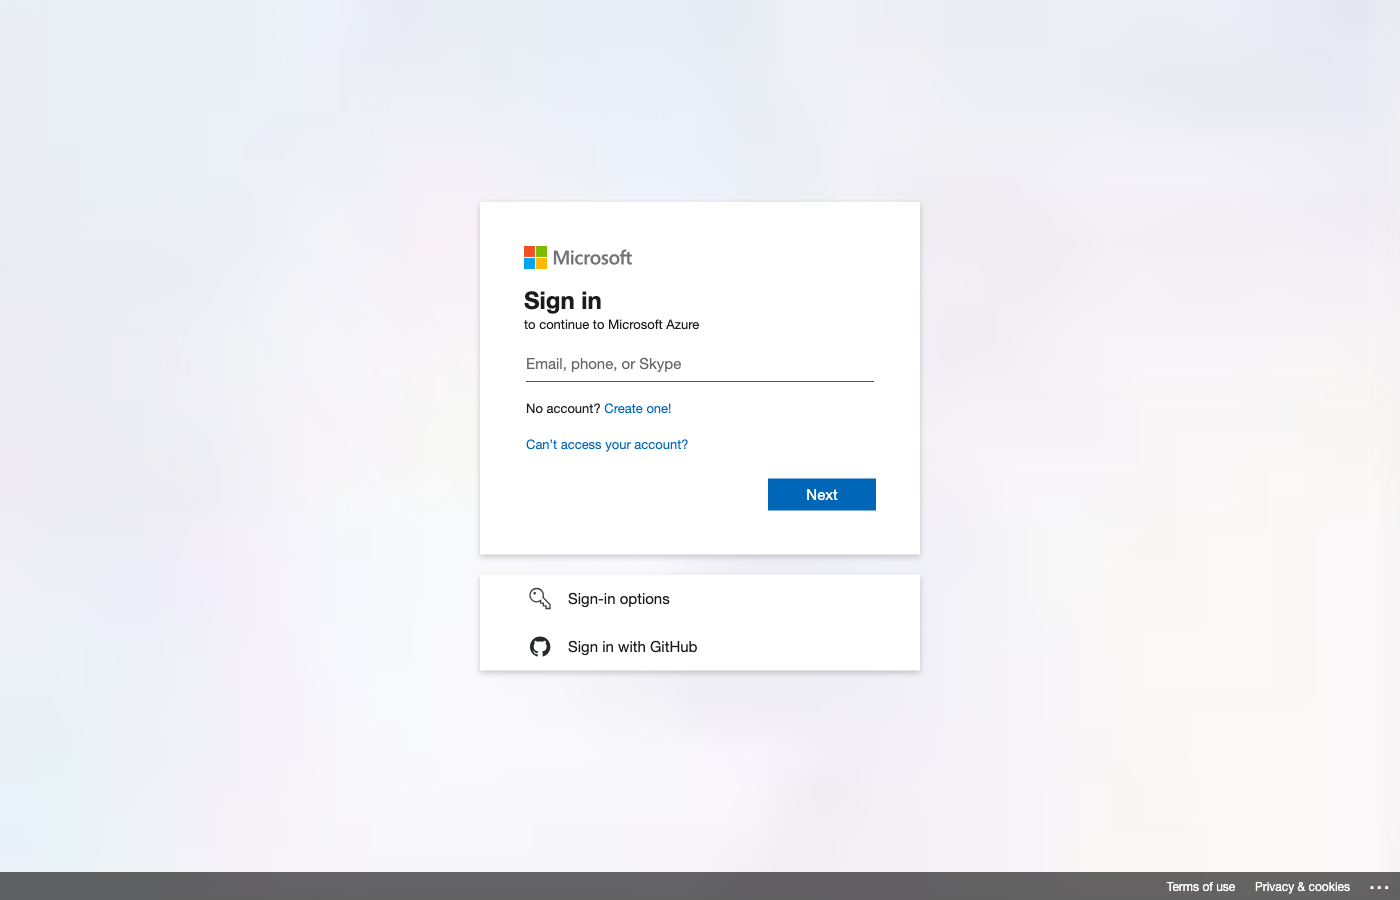 Microsoft
Sign in
to continue to Microsoft Azure
Email, phone, or Skype
No account? Create one!
Can't access your account?
Next
Sign-in options
Sign in with GitHub
Terms of use Privacy & cookies ...